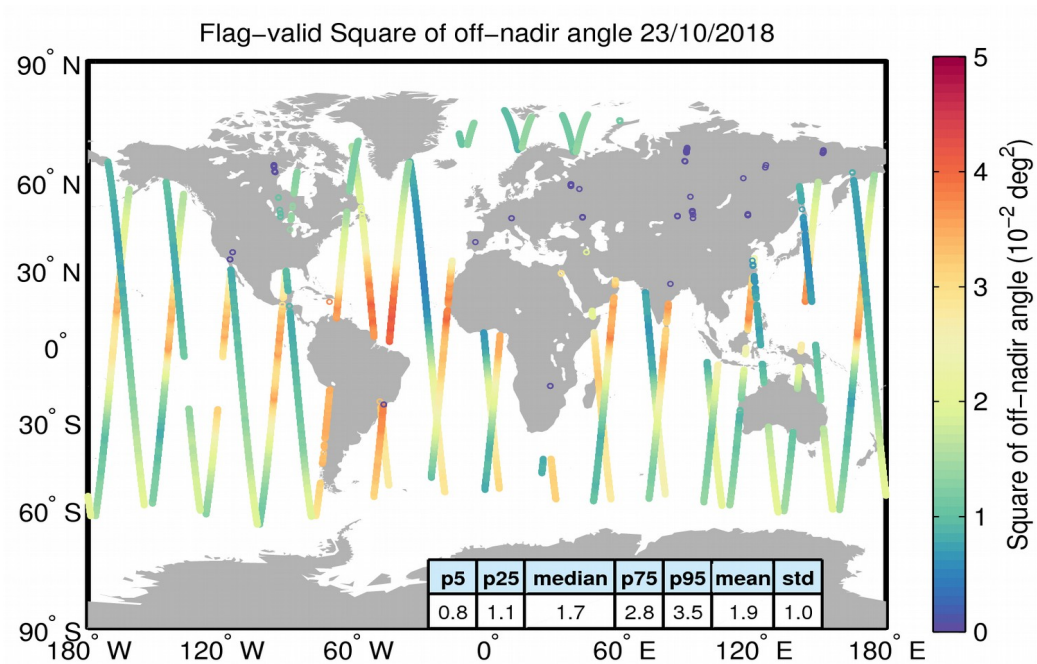 Flag-valid Square of off-nadir angle 23/10/2018
90° N
60° N
30° N
0°
30° S
60° S
90° S
180° W
120° W
60° W
0°
60° E
120° E
180° E
p5 p25 median p75 p95 mean std
0.8 1.1 1.7 2.8 3.5 1.9 1.0
5
4
3
2
1
0
Square of off-nadir angle (10⁻² deg²)